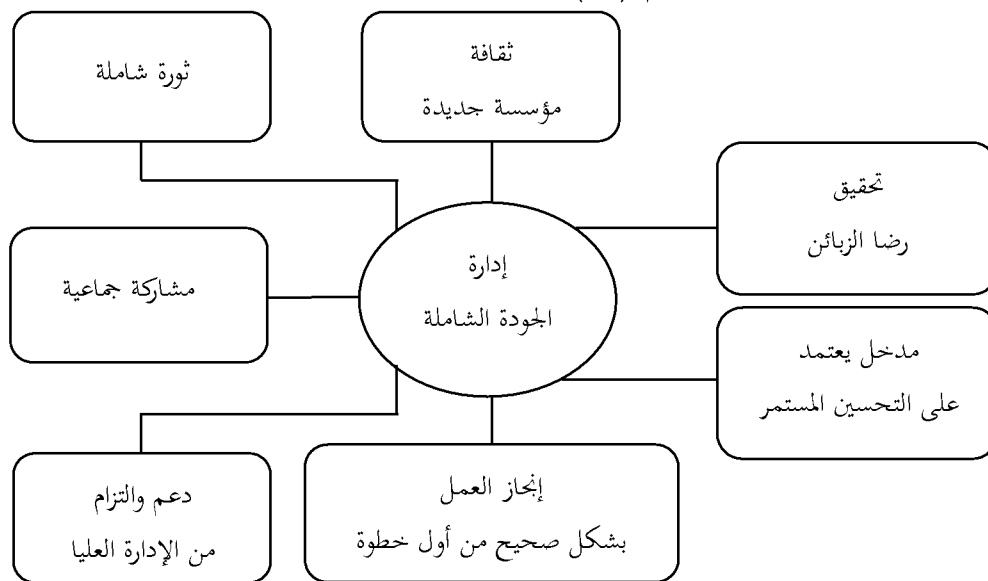 ثقافة
مؤسسة جديدة
ثورة شاملة
تحقيق
رضا الزبائن
إدارة
الجودة الشاملة
مشاركة جماعية
مدخل يعتمد
على التحسين المستمر
إنجاز العمل
بشكل صحيح من أول خطوة
دعم والتزام
من الإدارة العليا